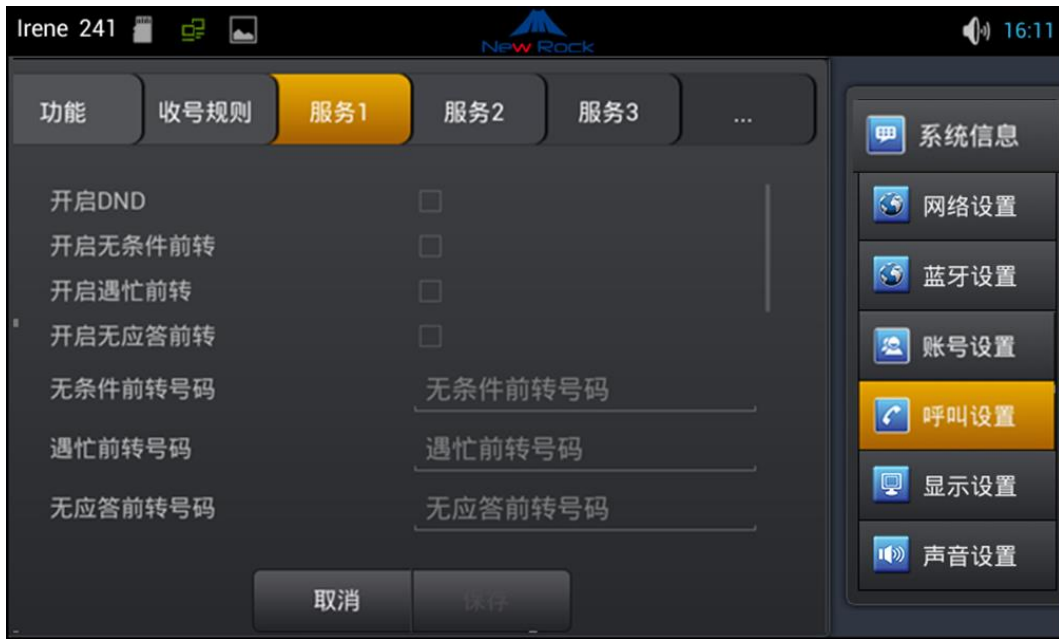 Irene 241
New Rock
16:11
功能
收号规则
服务1
服务2
服务3
...
开启DND
开启无条件前转
开启遇忙前转
开启无应答前转
无条件前转号码 无条件前转号码
遇忙前转号码 遇忙前转号码
无应答前转号码 无应答前转号码
取消
保存
系统信息
网络设置
蓝牙设置
账号设置
呼叫设置
显示设置
声音设置